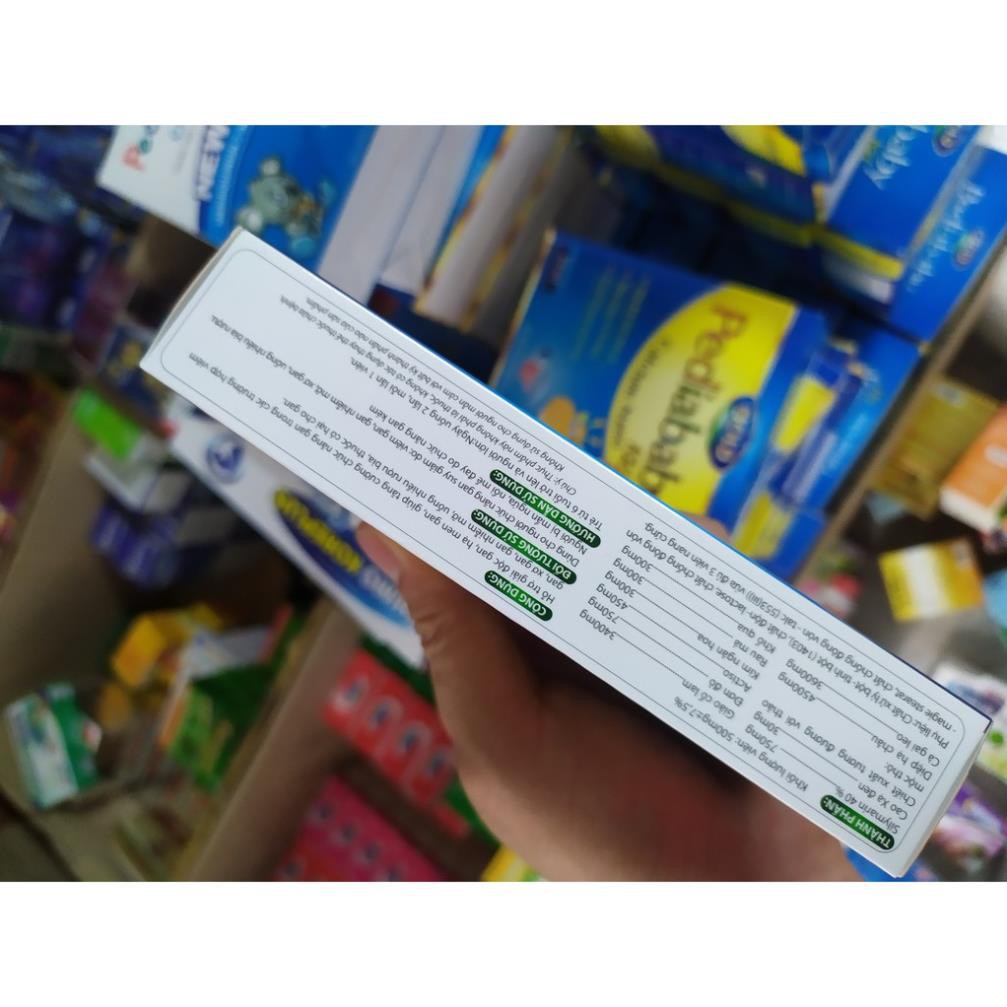 THÀNH PHẦN:
Khối lượng viên: 500mg±7,5%
Silymarin 40%
750mg
Cao Xạ đen
30mg
Chiết xuất tương đương với thảo
mộc thô:
Diệp hạ châu
4500mg
Cà gai leo
3600mg
Giảo cổ lam
3400mg
Đơn đỏ
750mg
Actiso
450mg
Kim ngân hoa
300mg
Rau má
300mg
Khổ qua
300mg
Phụ liệu: Chất xử lý bột- tinh bột (1403), chất độn- lactose, chất chống đông vón
- magie stearat, chất chống đông vón - talc (553(iii)) vừa đủ 3 viên nang cứng.
CÔNG DỤNG:
Hỗ trợ giải độc gan, hạ men gan, giúp tăng cường chức năng gan trong các trường hợp viêm
gan, xơ gan, gan nhiễm mỡ, uống nhiều rượu bia, thuốc có hại cho gan.
ĐỐI TƯỢNG SỬ DỤNG:
Dùng cho người chức năng gan suy giảm do viêm gan, gan nhiễm mỡ, xơ gan, uống nhiều bia rượu.
Người bị mẩn ngứa, nổi mề đay do chức năng gan kém
HƯỚNG DẪN SỬ DỤNG:
Trẻ từ 6 tuổi trở lên và người lớn:Ngày uống 2 lần, mỗi lần 1 viên.
Chú ý: Thực phẩm này không phải là thuốc, không có tác dụng thay thế thuốc chữa bệnh.
Không sử dụng cho người mẫn cảm với bất kỳ thành phần nào của sản phẩm.
Pediababy
NEW